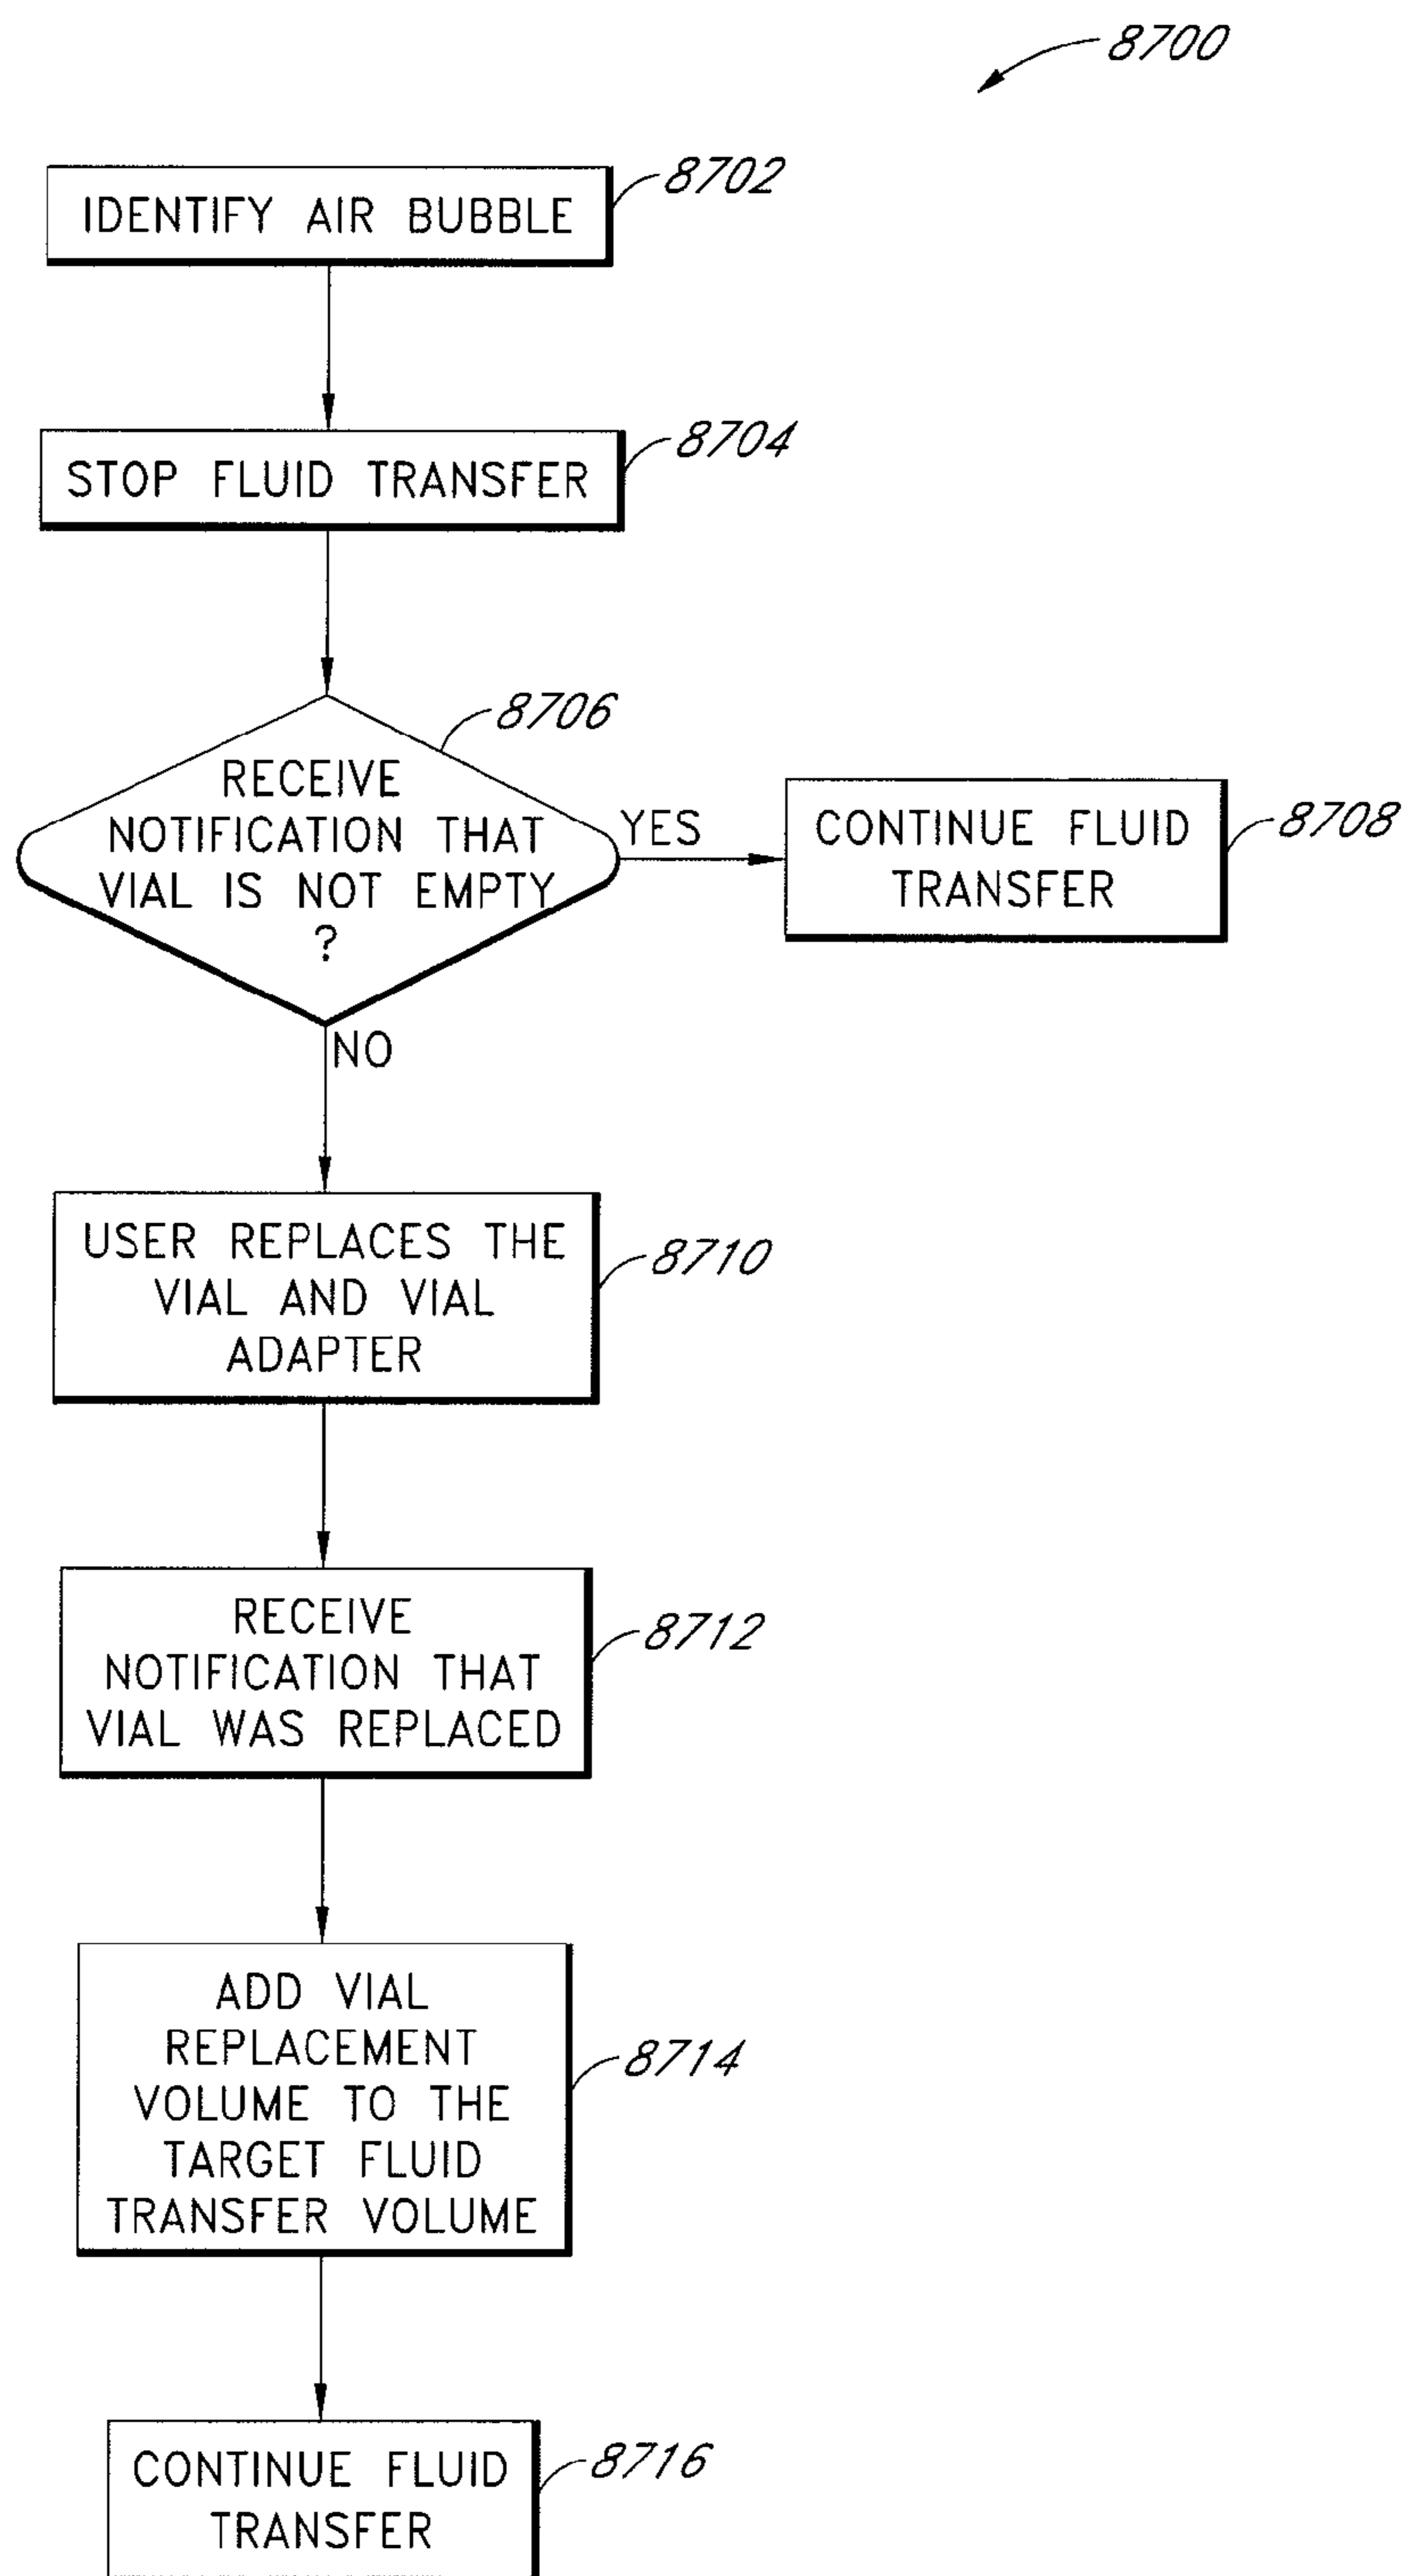 8700
8702
IDENTIFY AIR BUBBLE
8704
STOP FLUID TRANSFER
8706
RECEIVE
NOTIFICATION THAT
VIAL IS NOT EMPTY
?
YES
CONTINUE FLUID
TRANSFER
8708
NO
USER REPLACES THE
VIAL AND VIAL
ADAPTER
8710
RECEIVE
NOTIFICATION THAT
VIAL WAS REPLACED
8712
ADD VIAL
REPLACEMENT
VOLUME TO THE
TARGET FLUID
TRANSFER VOLUME
8714
CONTINUE FLUID
TRANSFER
8716